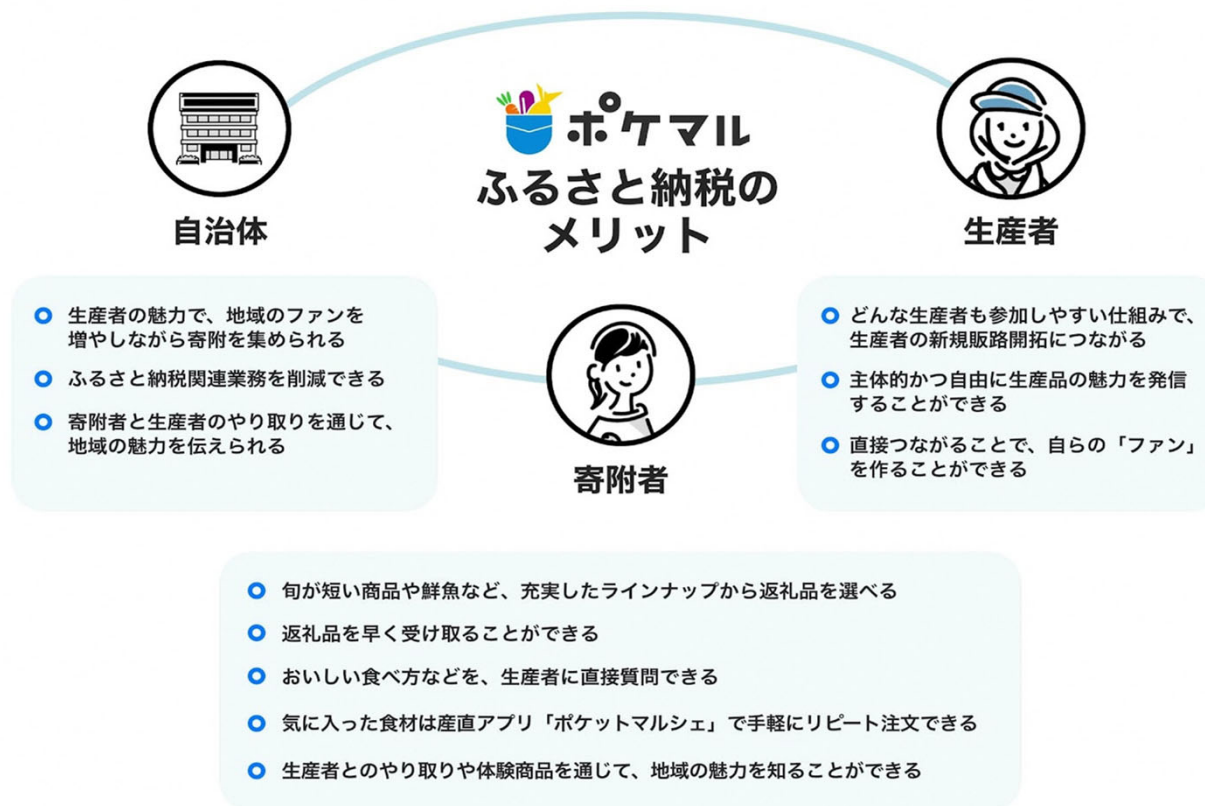 ポケマル
ふるさと納税の
メリット
自治体
生産者の魅力で、地域のファンを
増やしながら寄附を集められる
ふるさと納税関連業務を削減できる
寄附者と生産者のやり取りを通じて、
地域の魅力を伝えられる
生産者
どんな生産者も参加しやすい仕組みで、
生産者の新規販路開拓につながる
主体的かつ自由に生産品の魅力を発信
することができる
直接つながることで、自らの「ファン」
を作ることができる
寄附者
旬が短い商品や鮮魚など、充実したラインナップから返礼品を選べる
返礼品を早く受け取ることができる
おいしい食べ方などを、生産者に直接質問できる
気に入った食材は産直アプリ「ポケットマルシェ」で手軽にリピート注文できる
生産者とのやり取りや体験商品を通じて、地域の魅力を知ることができる